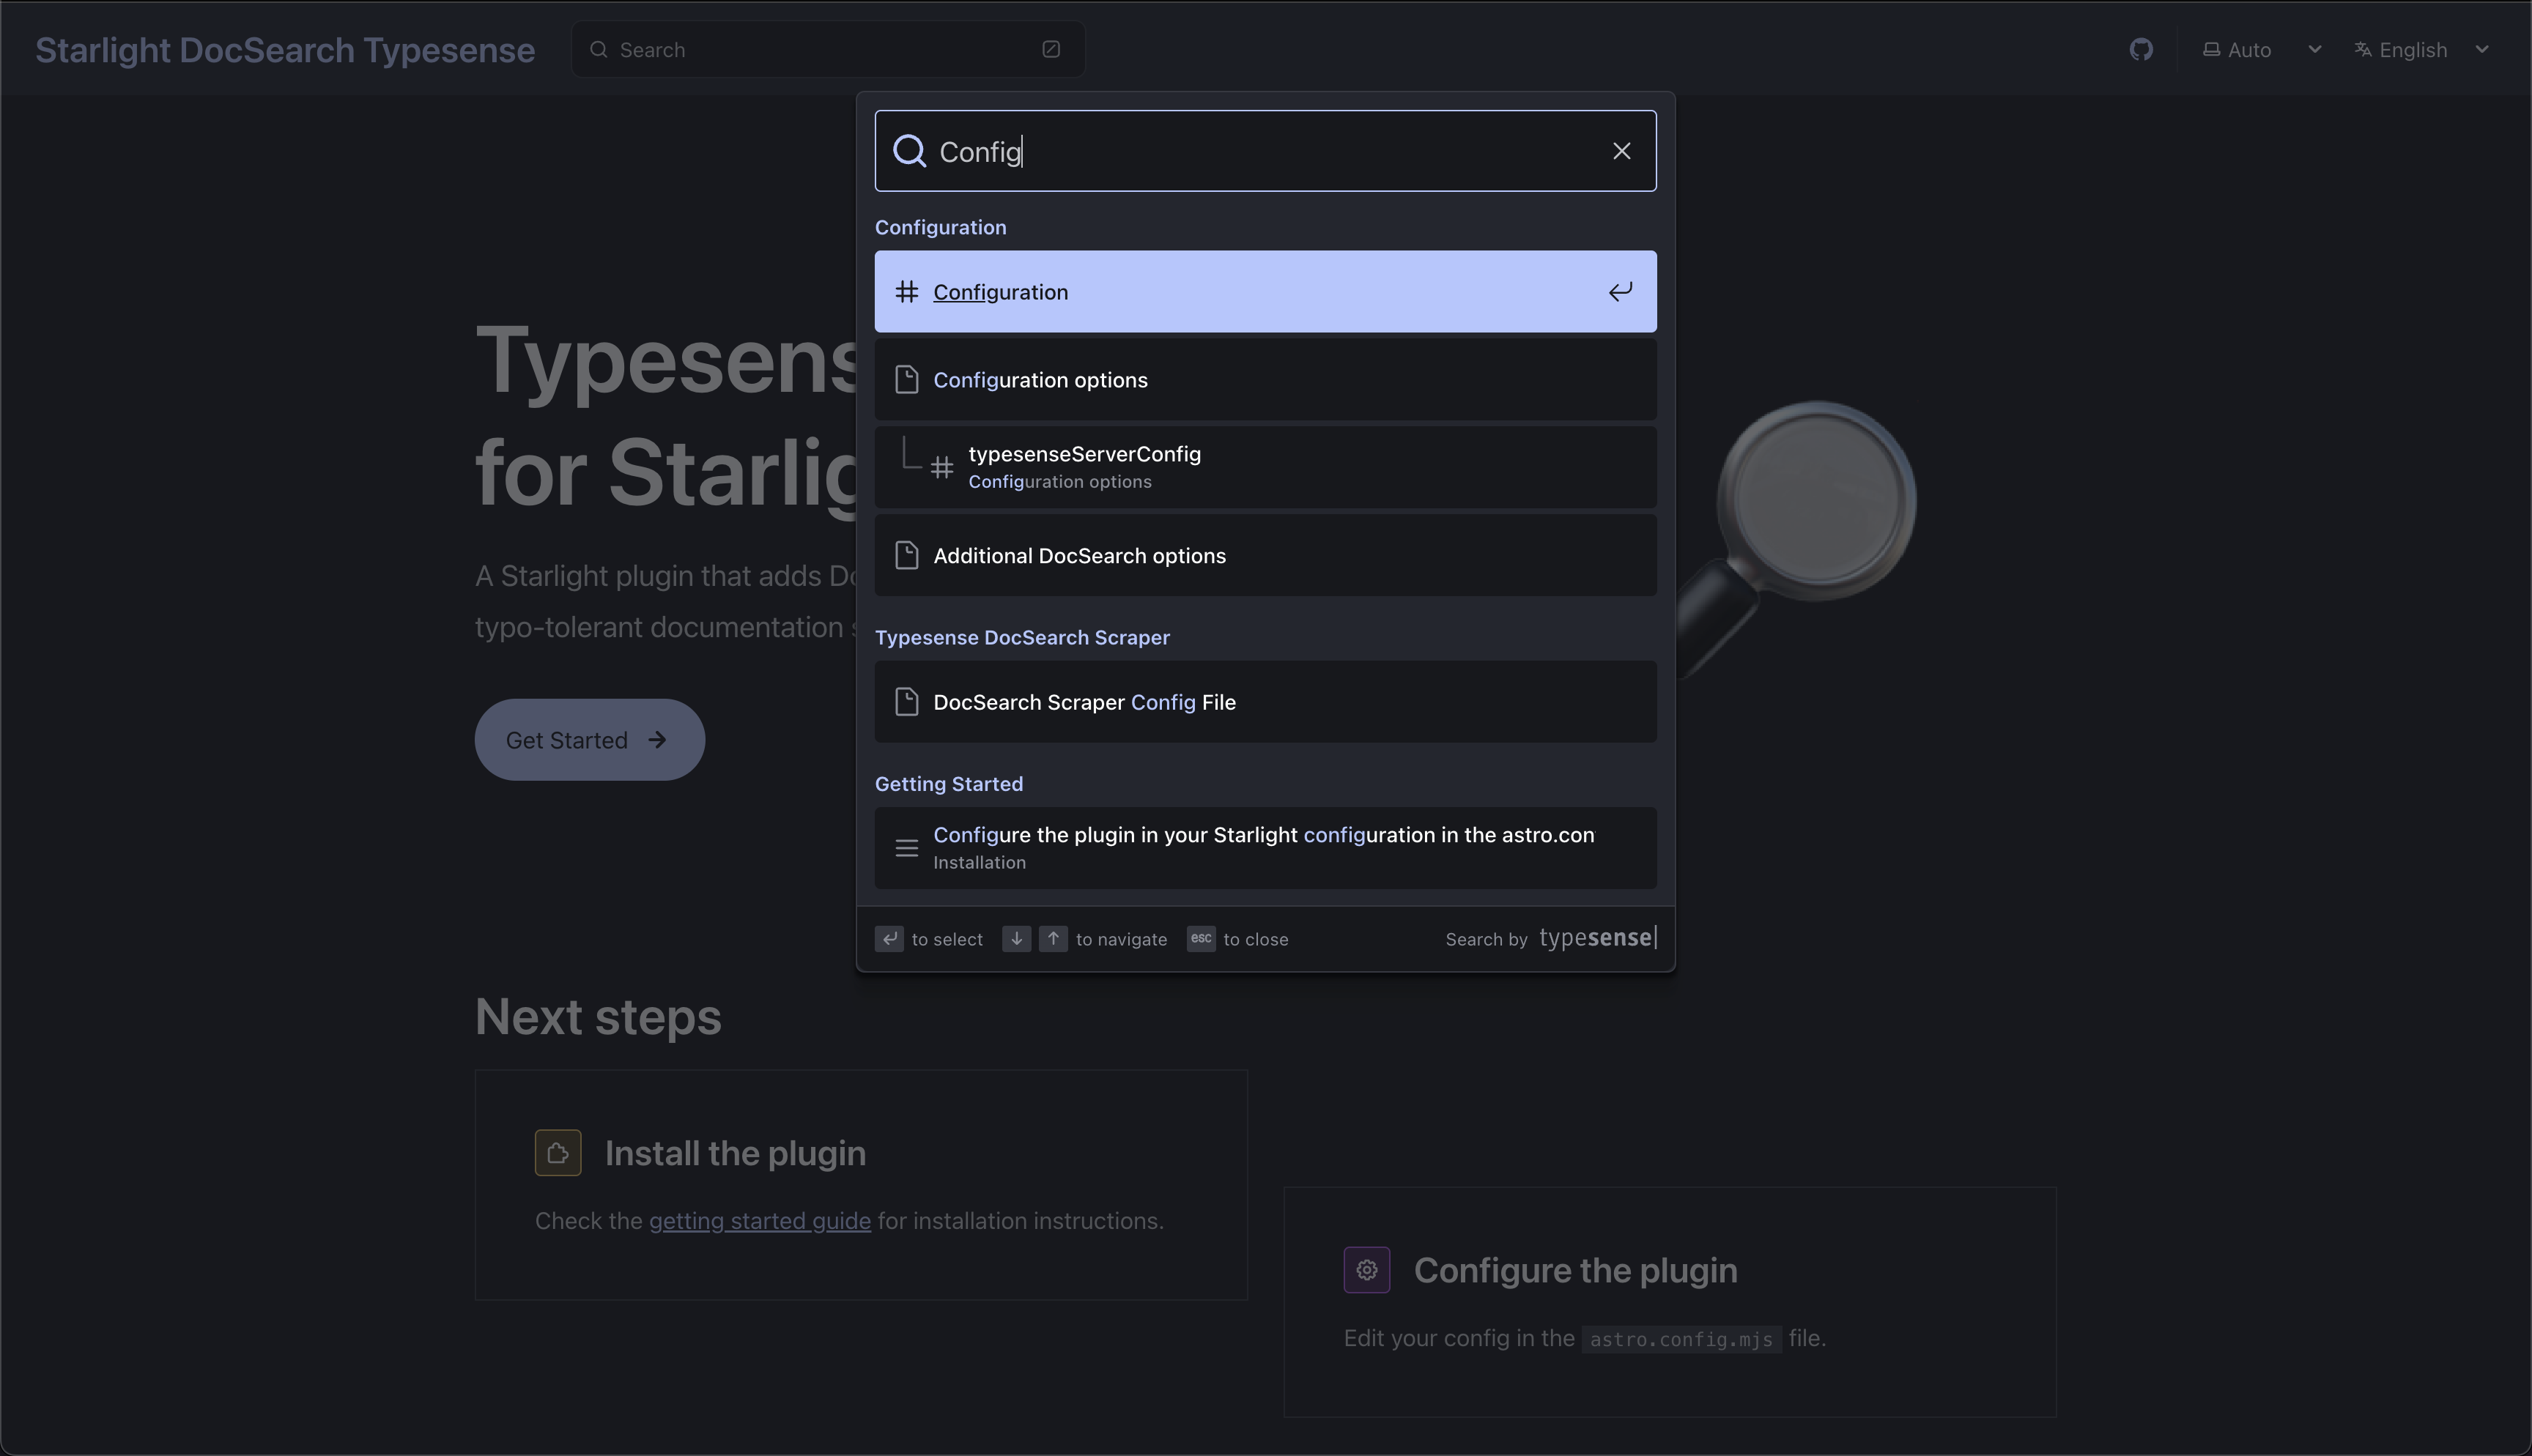 Starlight DocSearch Typesense
Search
Auto
English
Config
Configuration
Configuration
Configuration options
typesenseServerConfig
Configuration options
Additional DocSearch options
Typesense DocSearch Scraper
DocSearch Scraper Config File
Getting Started
Configure the plugin in your Starlight configuration in the astro.con
Installation
to select
to navigate
esc to close
Search by typesense
for Starlig
A Starlight plugin that adds
typo-tolerant documentation
Get Started
Next steps
Install the plugin
Check the getting started guide for installation instructions.
Configure the plugin
Edit your config in the astro.config.mjs file.